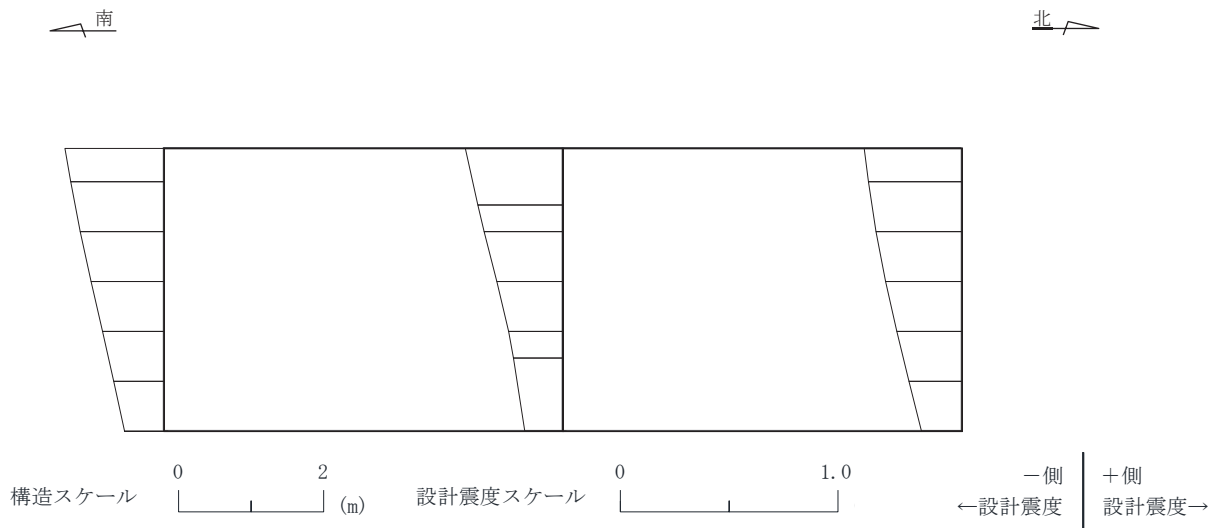 南
北
0 2
構造スケール (m)
0 1.0
設計震度スケール
－側 ＋側
←設計震度 設計震度→